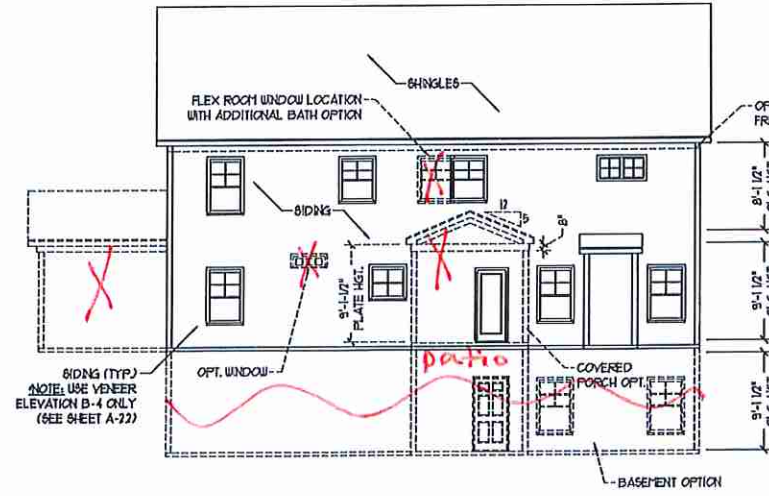 SHINGLES
FLEX ROOM WINDOW LOCATION
WITH ADDITIONAL BATH OPTION
8'-1 1/2"
12
5
8"
SIDING
9'-1-1/2"
PLATE HGT.
9'-1 1/2"
patio
SIDING (TYP.)
NOTE: USE VENEER
ELEVATION B-4 ONLY
(SEE SHEET A-22)
OPT. WINDOW
COVERED
PORCH OPT.
9'-1 1/2"
BASEMENT OPTION